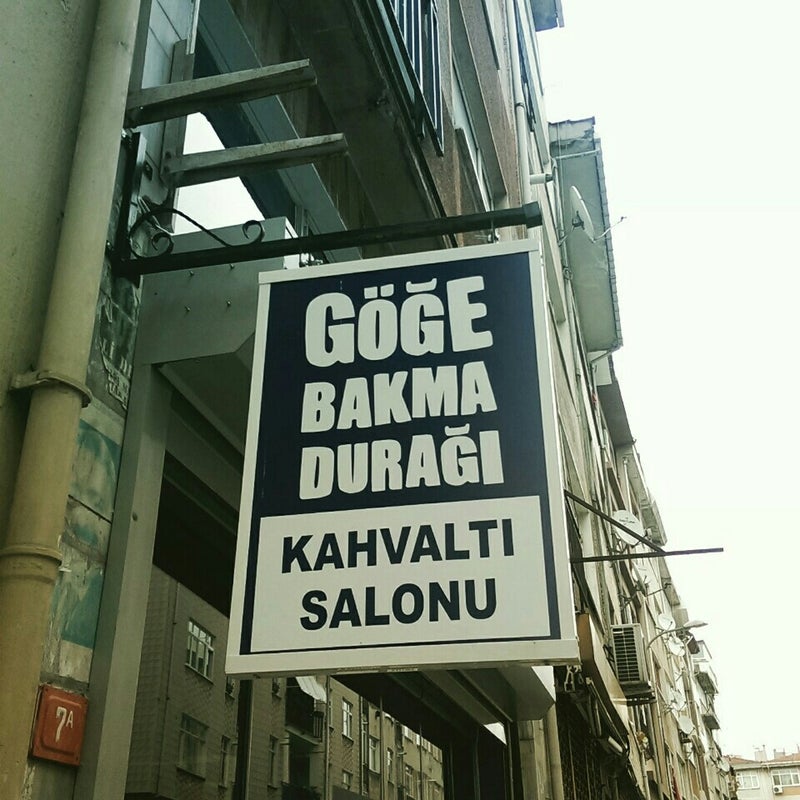 GÖĞE
BAKMA
DURAĞI
KAHVALTI
SALONU
7A